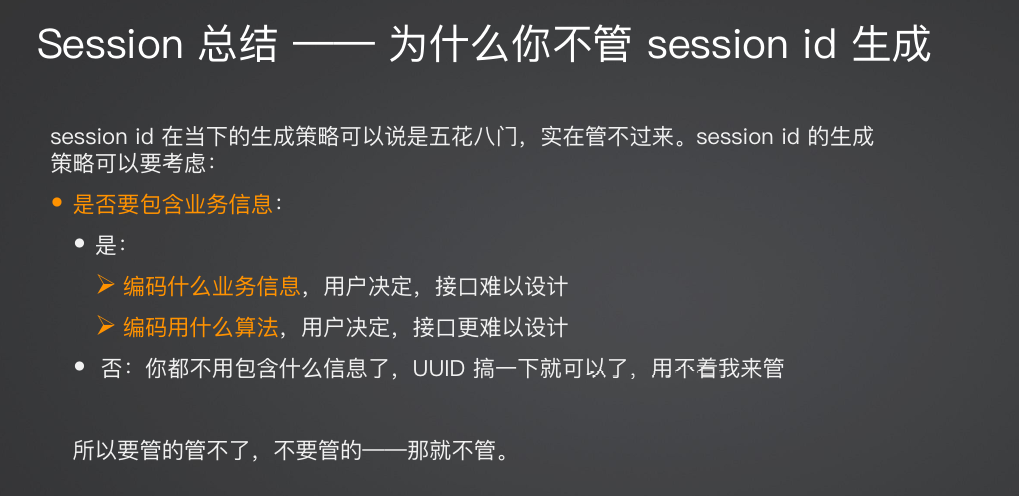 Session 总结 —— 为什么你不管 session id 生成
session id 在当下的生成策略可以说是五花八门，实在管不过来。session id 的生成
策略可以要考虑：
• 是否要包含业务信息：
• 是：
➢ 编码什么业务信息，用户决定，接口难以设计
➢ 编码用什么算法，用户决定，接口更难以设计
• 否：你都不用包含什么信息了，UUID 搞一下就可以了，用不着我来管
所以要管的管不了，不要管的——那就不管。